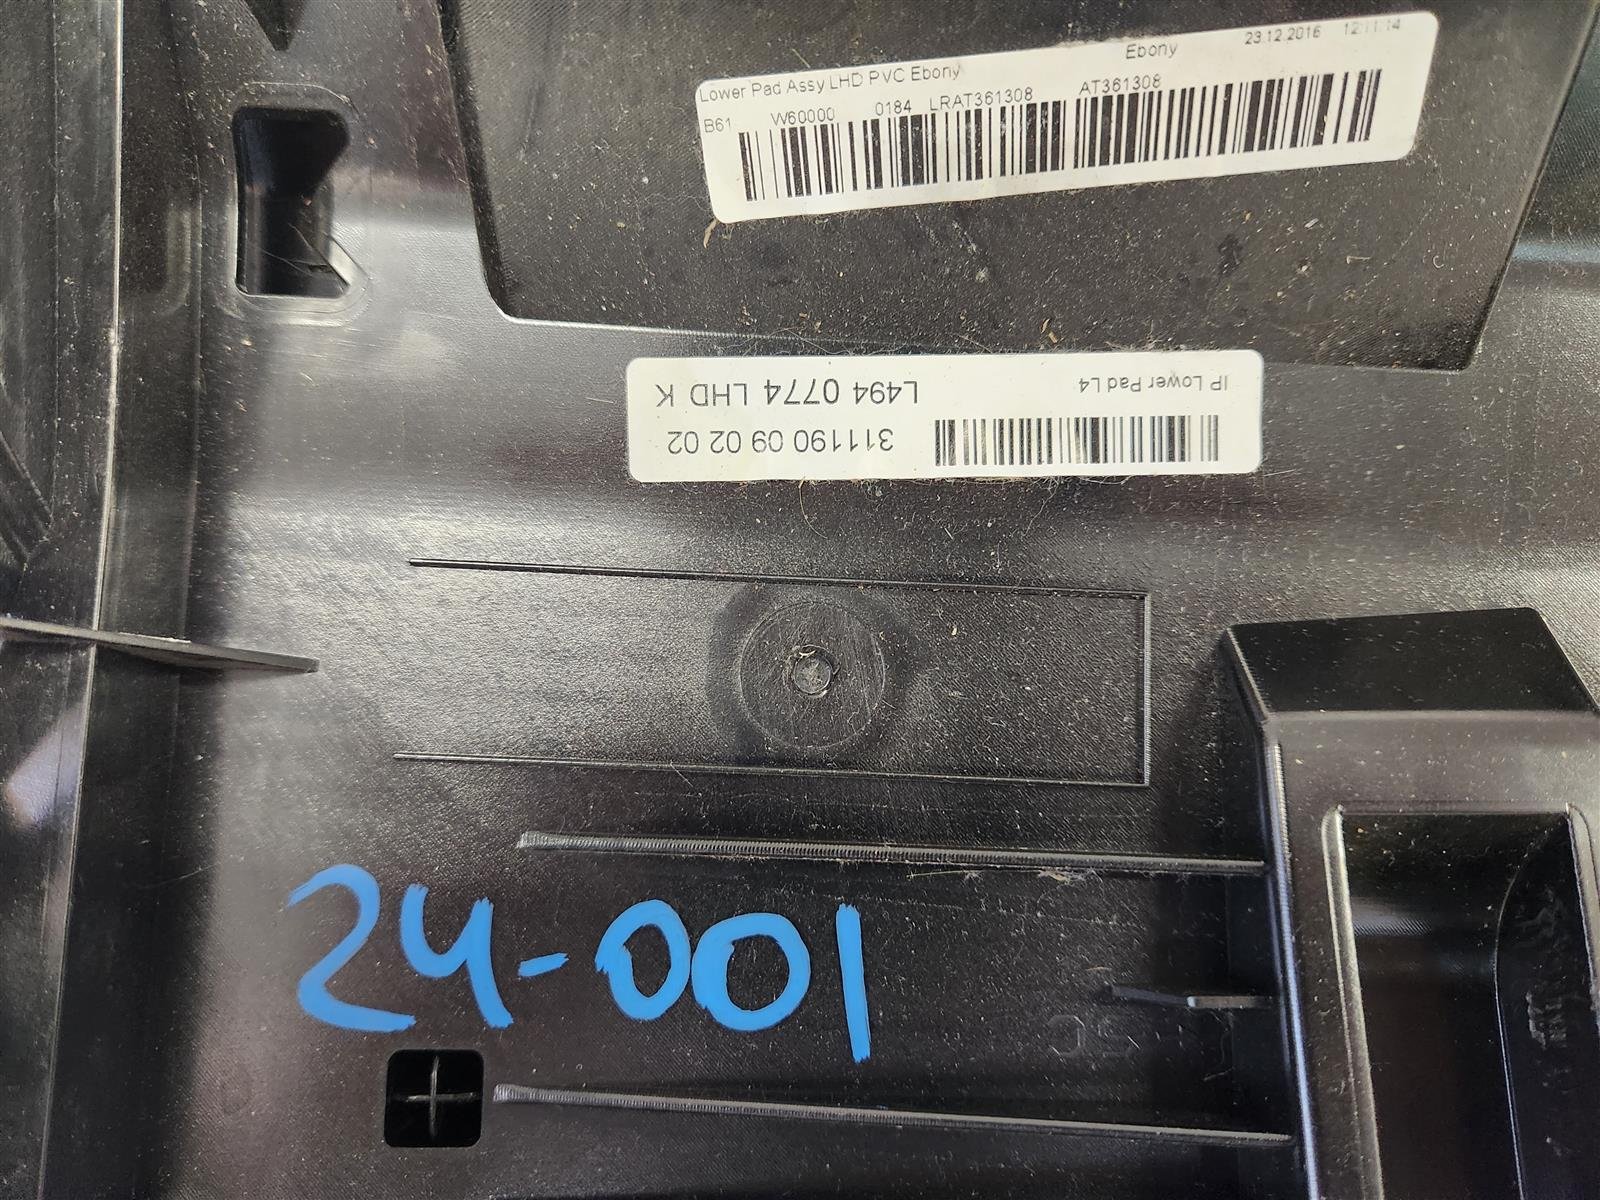 Ebony 23.12.2016 12:11:14
Lower Pad Assy LHD PVC Ebony
B61 W60000 0184 LRAT361308 AT361308
IP Lower Pad L4
L494 0774 LHD K
311190 09 02 02
24-001